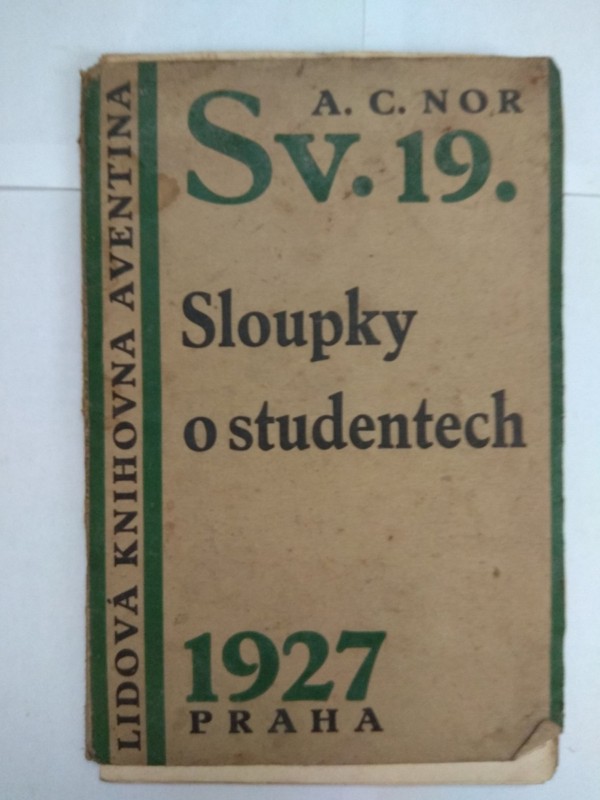 A. C. NOR
Sv. 19.
Sloupky
o studentech
1927
PRAHA
LIDOVÁ KNIHOVNA AVENTINA